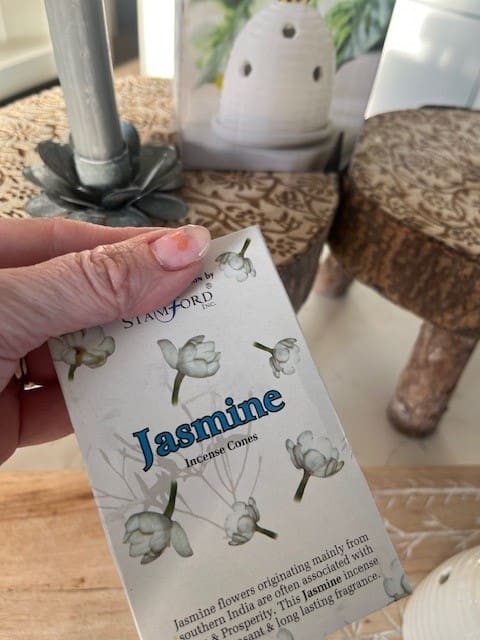 by
STAMFORD®
INC.
Jasmine
Incense Cones
Jasmine flowers originating mainly from
southern India are often associated with
& Prosperity. This Jasmine incense
& long lasting fragrance.